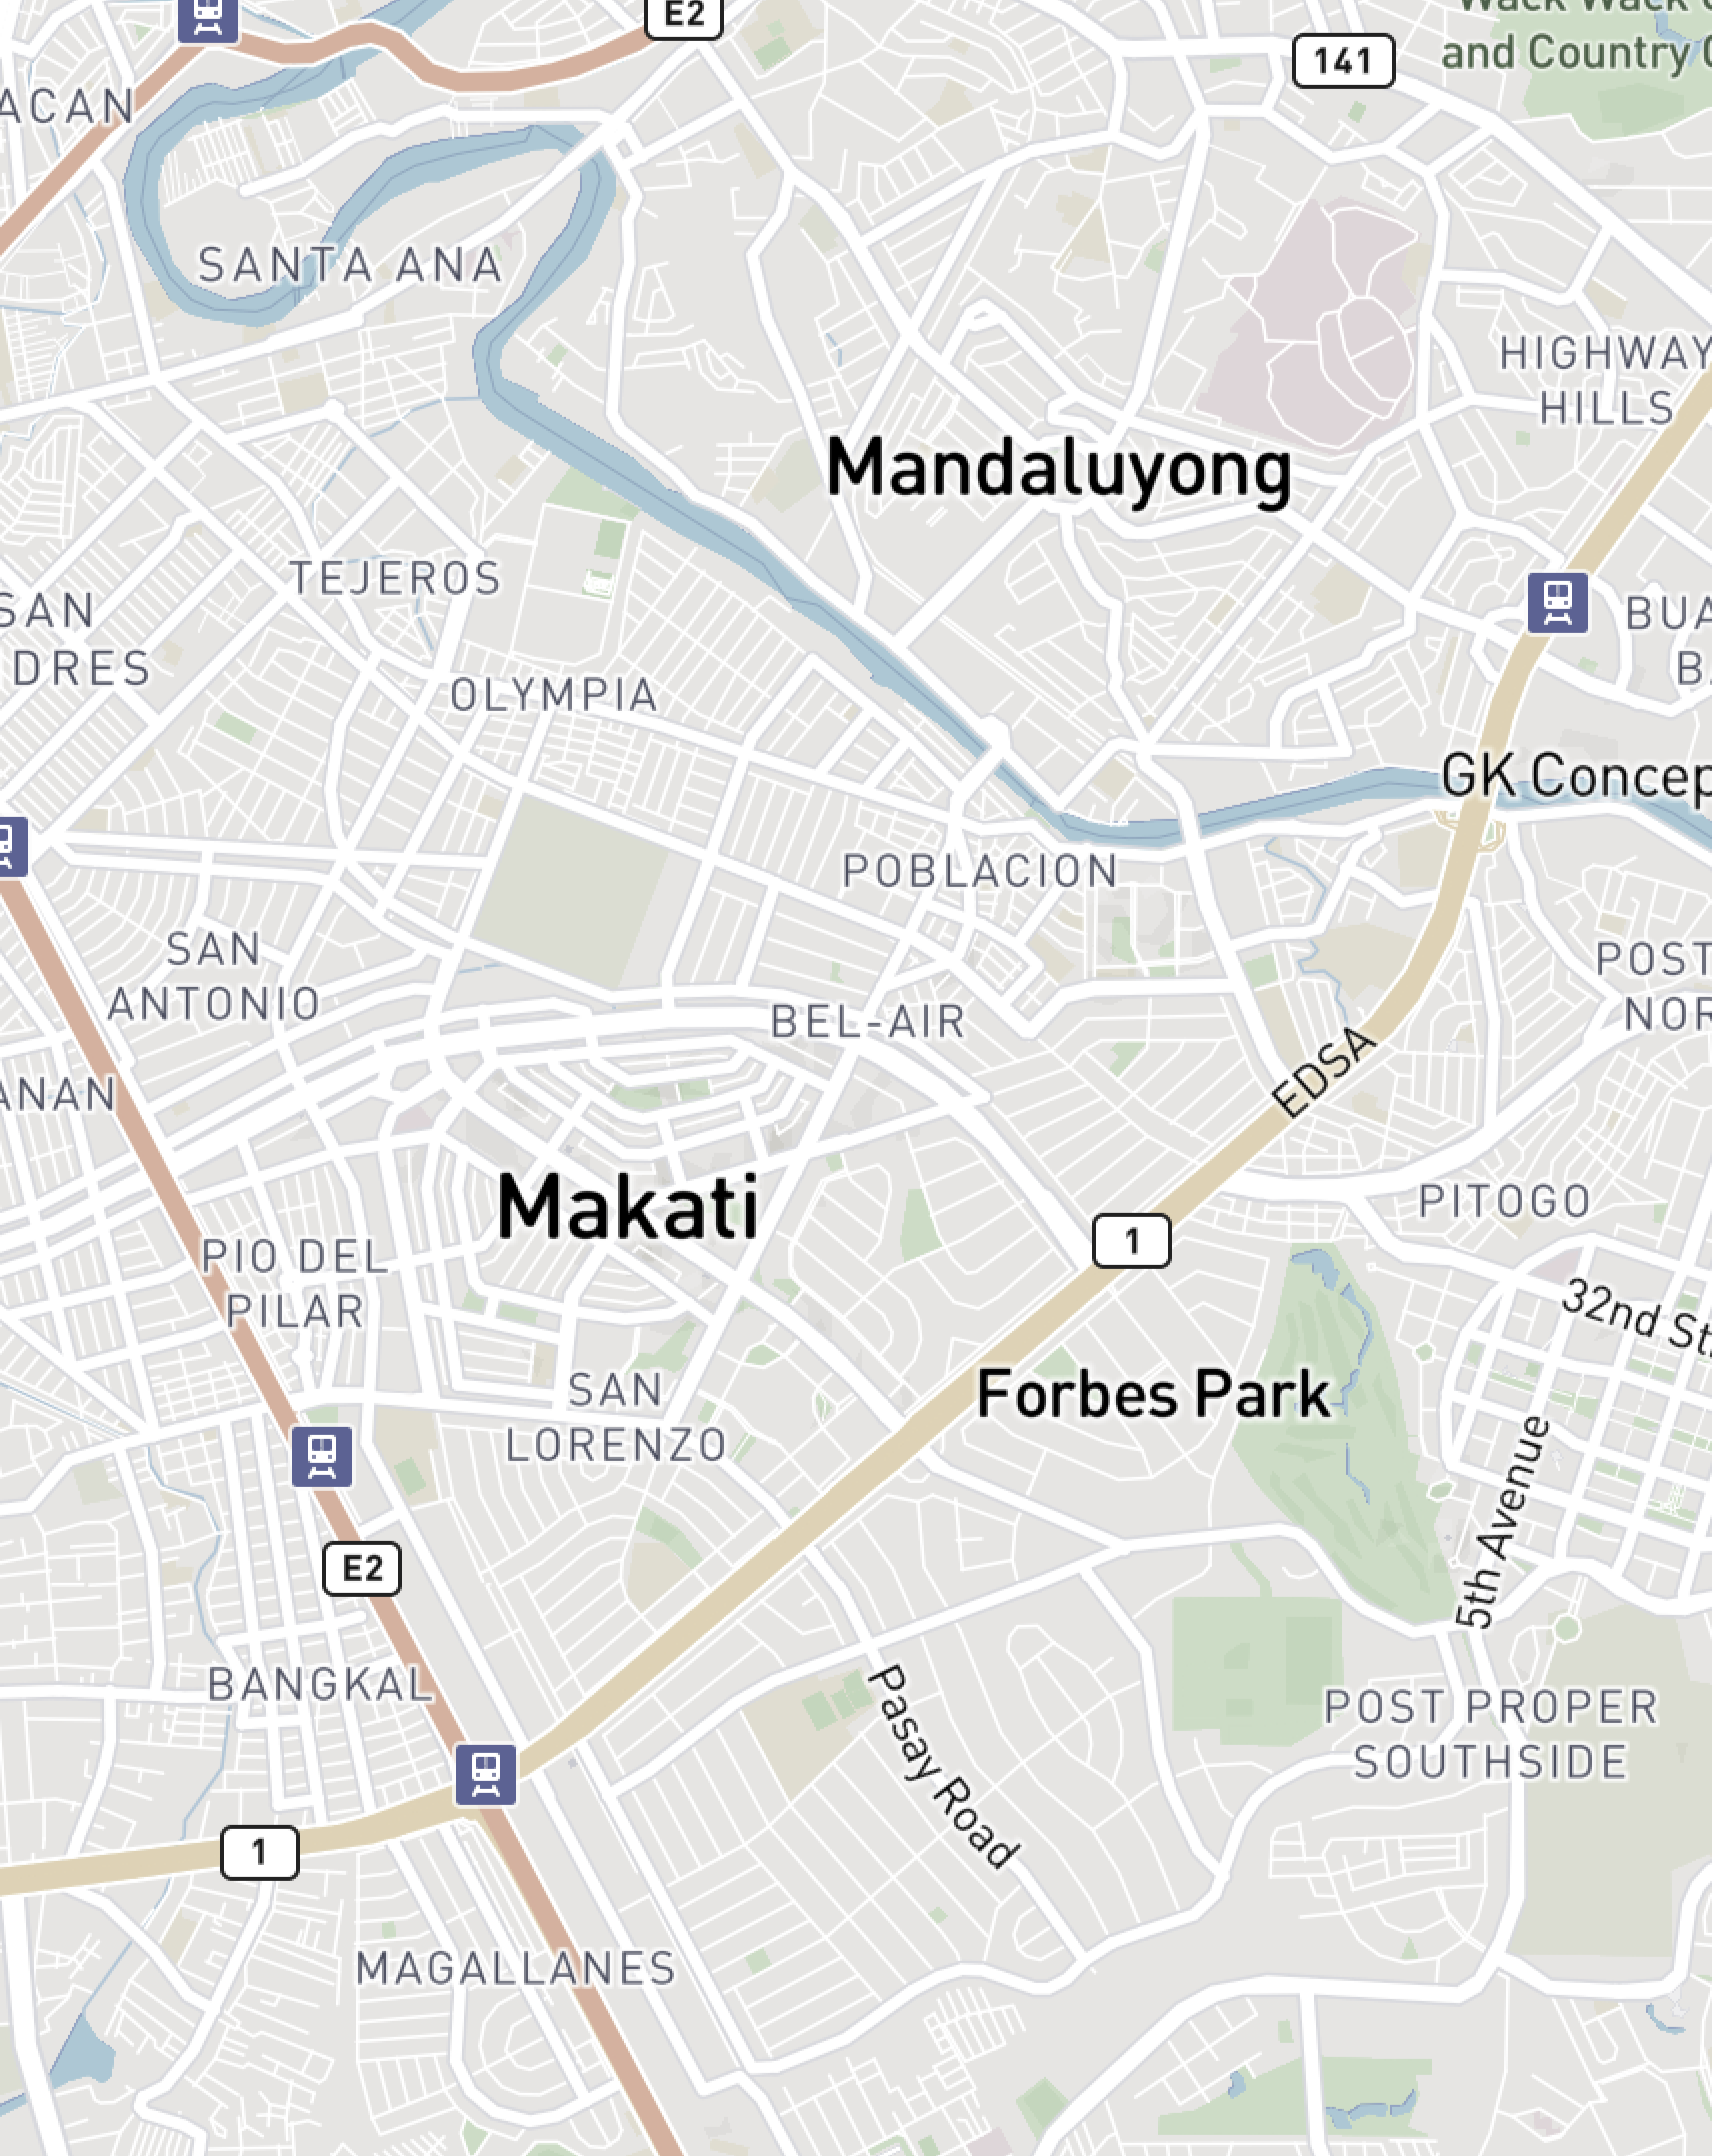 E2
Wack Wack
and Country
141
ACAN
SANTA ANA
HIGHWAY
HILLS
Mandaluyong
TEJEROS
SAN
DRES
BUA
B
OLYMPIA
GK Concep
POBLACION
SAN
ANTONIO
POST
NOR
BEL-AIR
EDSA
ANAN
Makati
PITOGO
1
PIO DEL
PILAR
32nd St
Forbes Park
SAN
LORENZO
5th Avenue
E2
BANGKAL
Pasay Road
POST PROPER
SOUTHSIDE
1
MAGALLANES